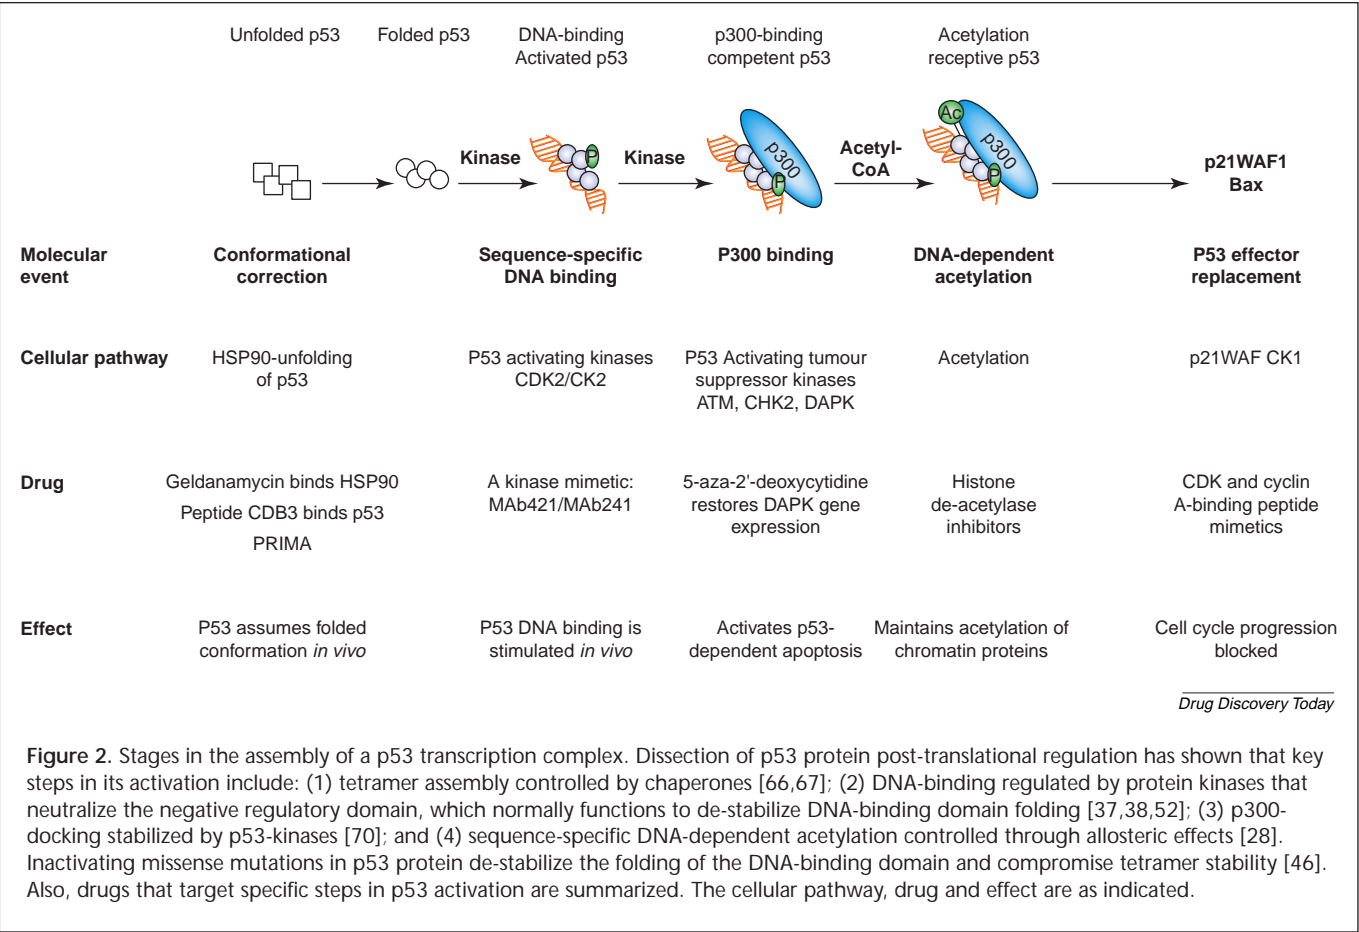 Unfolded p53 Folded p53 DNA-binding p300-binding Acetylation
Activated p53 competent p53 receptive p53
Ac
p300 p300
P P P
Kinase Kinase Acetyl-
CoA
p21WAF1
Bax
Molecular Conformational Sequence-specific P300 binding DNA-dependent P53 effector
event correction DNA binding acetylation replacement
Cellular pathway HSP90-unfolding P53 activating kinases P53 Activating tumour Acetylation p21WAF CK1
of p53 CDK2/CK2 suppressor kinases
ATM, CHK2, DAPK
Drug Geldanamycin binds HSP90 A kinase mimetic: 5-aza-2'-deoxycytidine Histone CDK and cyclin
Peptide CDB3 binds p53 MAb421/MAb241 restores DAPK gene de-acetylase A-binding peptide
PRIMA expression inhibitors mimetics
Effect P53 assumes folded P53 DNA binding is Activates p53- Maintains acetylation of Cell cycle progression
conformation in vivo stimulated in vivo dependent apoptosis chromatin proteins blocked
Drug Discovery Today
Figure 2. Stages in the assembly of a p53 transcription complex. Dissection of p53 protein post-translational regulation has shown that key
steps in its activation include: (1) tetramer assembly controlled by chaperones [66,67]; (2) DNA-binding regulated by protein kinases that
neutralize the negative regulatory domain, which normally functions to de-stabilize DNA-binding domain folding [37,38,52]; (3) p300-
docking stabilized by p53-kinases [70]; and (4) sequence-specific DNA-dependent acetylation controlled through allosteric effects [28].
Inactivating missense mutations in p53 protein de-stabilize the folding of the DNA-binding domain and compromise tetramer stability [46].
Also, drugs that target specific steps in p53 activation are summarized. The cellular pathway, drug and effect are as indicated.